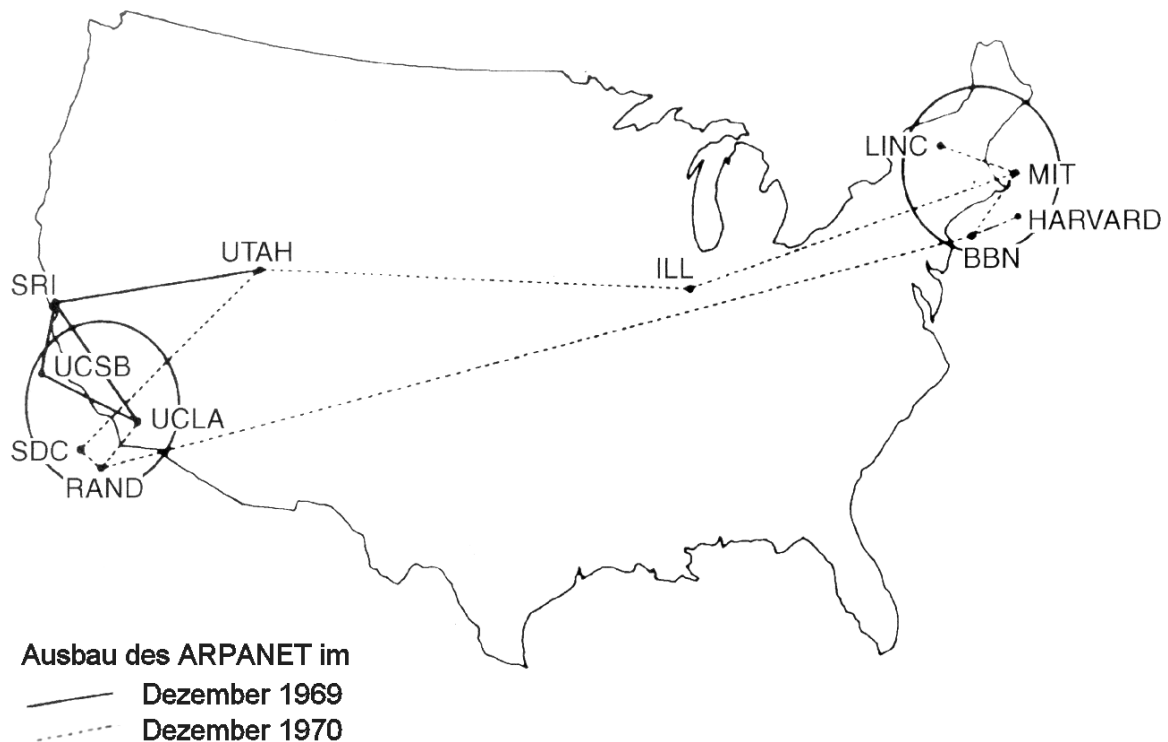 LINC
MIT
HARVARD
BBN
UTAH
ILL
SRI
UCSB
UCLA
SDC
RAND
Ausbau des ARPANET im
Dezember 1969
Dezember 1970